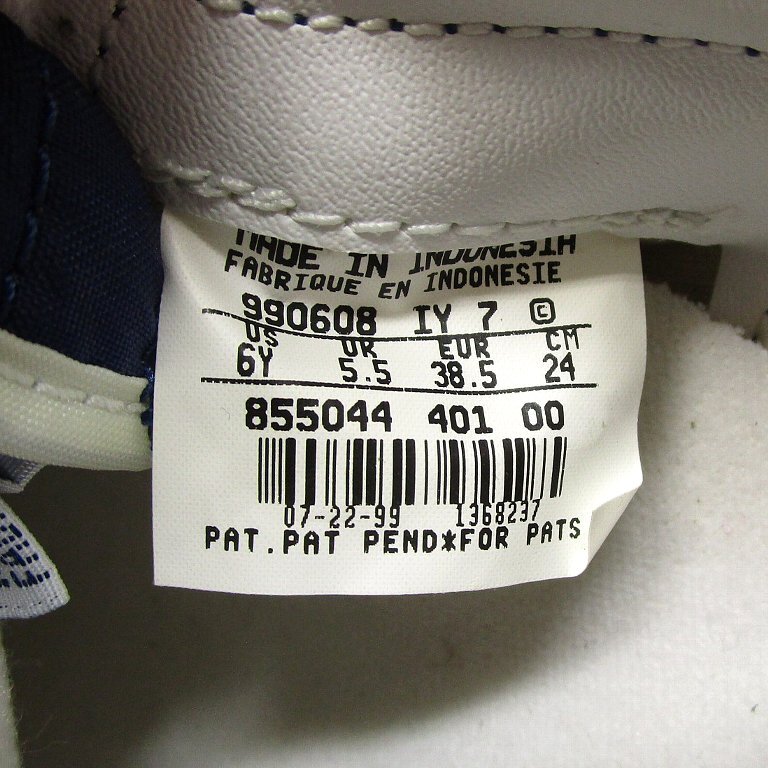 MADE IN INDONESIA
FABRIQUE EN INDONESIE
990608 IY 7 ©
US UK EUR CM
6Y 5.5 38.5 24
855044 401 00
07-22-99 1368237
PAT.PAT PEND*FOR PATS